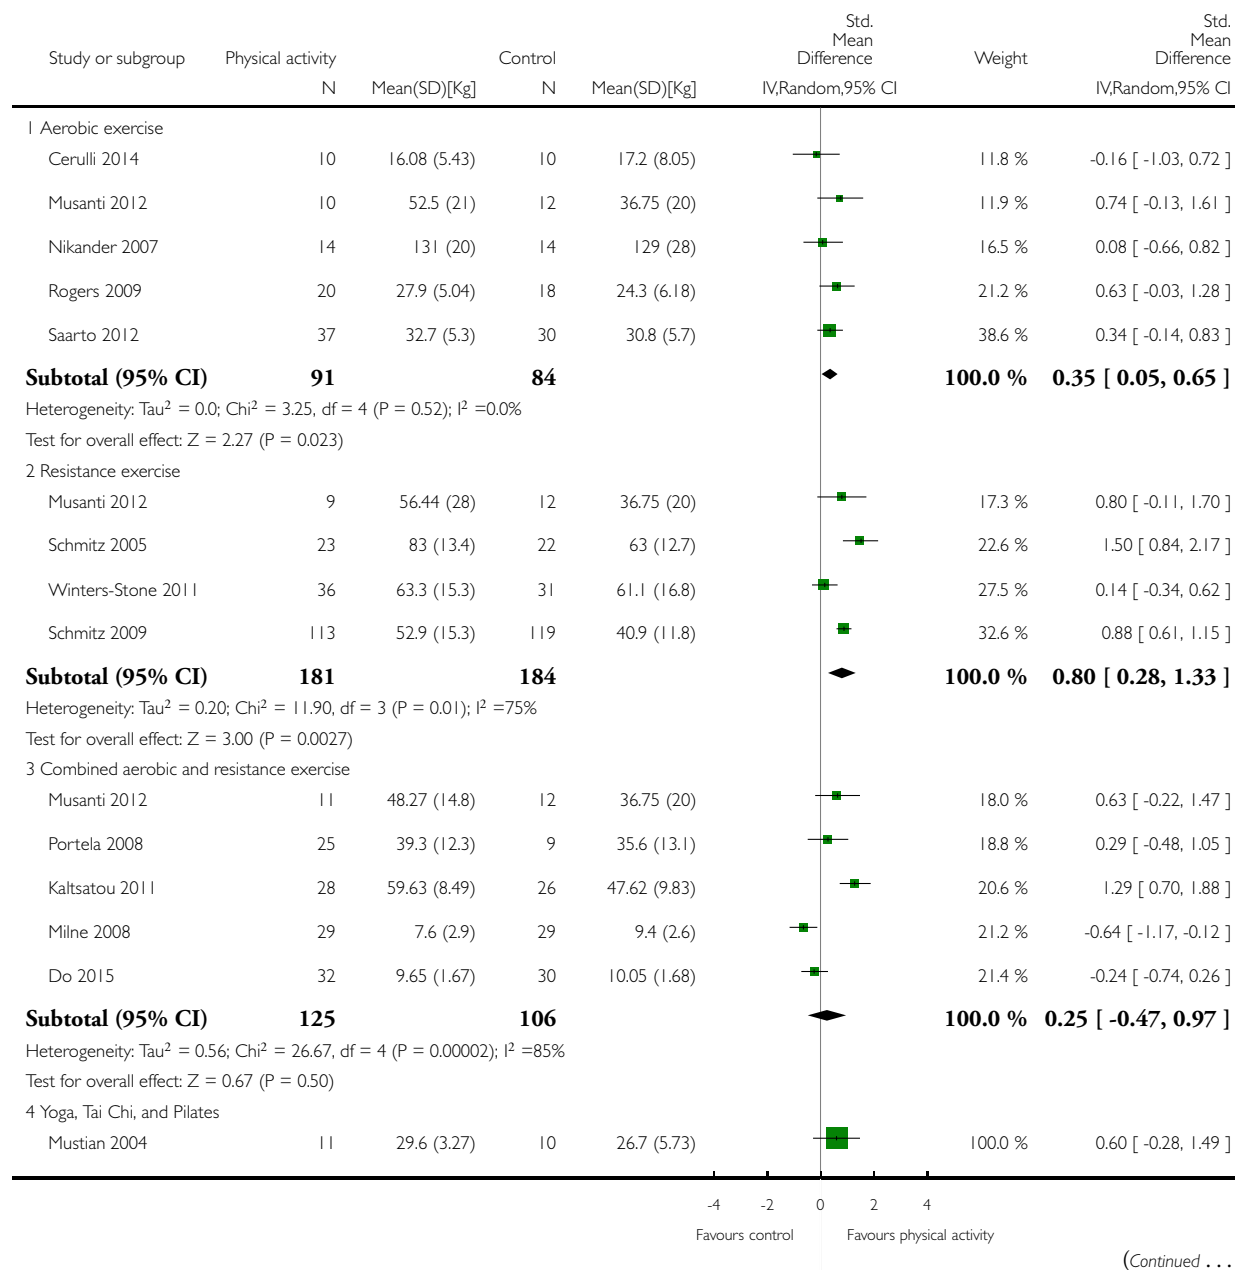 Std. Mean Difference Std. Mean Difference
Study or subgroup Physical activity Control Weight
N Mean(SD)[Kg] N Mean(SD)[Kg] IV,Random,95% CI IV,Random,95% CI
1 Aerobic exercise
Cerulli 2014 10 16.08 (5.43) 10 17.2 (8.05) 11.8 % -0.16 [ -1.03, 0.72 ]
Musanti 2012 10 52.5 (21) 12 36.75 (20) 11.9 % 0.74 [ -0.13, 1.61 ]
Nikander 2007 14 131 (20) 14 129 (28) 16.5 % 0.08 [ -0.66, 0.82 ]
Rogers 2009 20 27.9 (5.04) 18 24.3 (6.18) 21.2 % 0.63 [ -0.03, 1.28 ]
Saarto 2012 37 32.7 (5.3) 30 30.8 (5.7) 38.6 % 0.34 [ -0.14, 0.83 ]
Subtotal (95% CI) 91 84 100.0 % 0.35 [ 0.05, 0.65 ]
Heterogeneity: Tau² = 0.0; Chi² = 3.25, df = 4 (P = 0.52); I² =0.0%
Test for overall effect: Z = 2.27 (P = 0.023)
2 Resistance exercise
Musanti 2012 9 56.44 (28) 12 36.75 (20) 17.3 % 0.80 [ -0.11, 1.70 ]
Schmitz 2005 23 83 (13.4) 22 63 (12.7) 22.6 % 1.50 [ 0.84, 2.17 ]
Winters-Stone 2011 36 63.3 (15.3) 31 61.1 (16.8) 27.5 % 0.14 [ -0.34, 0.62 ]
Schmitz 2009 113 52.9 (15.3) 119 40.9 (11.8) 32.6 % 0.88 [ 0.61, 1.15 ]
Subtotal (95% CI) 181 184 100.0 % 0.80 [ 0.28, 1.33 ]
Heterogeneity: Tau² = 0.20; Chi² = 11.90, df = 3 (P = 0.01); I² =75%
Test for overall effect: Z = 3.00 (P = 0.0027)
3 Combined aerobic and resistance exercise
Musanti 2012 11 48.27 (14.8) 12 36.75 (20) 18.0 % 0.63 [ -0.22, 1.47 ]
Portela 2008 25 39.3 (12.3) 9 35.6 (13.1) 18.8 % 0.29 [ -0.48, 1.05 ]
Kaltsatou 2011 28 59.63 (8.49) 26 47.62 (9.83) 20.6 % 1.29 [ 0.70, 1.88 ]
Milne 2008 29 7.6 (2.9) 29 9.4 (2.6) 21.2 % -0.64 [ -1.17, -0.12 ]
Do 2015 32 9.65 (1.67) 30 10.05 (1.68) 21.4 % -0.24 [ -0.74, 0.26 ]
Subtotal (95% CI) 125 106 100.0 % 0.25 [ -0.47, 0.97 ]
Heterogeneity: Tau² = 0.56; Chi² = 26.67, df = 4 (P = 0.00002); I² =85%
Test for overall effect: Z = 0.67 (P = 0.50)
4 Yoga, Tai Chi, and Pilates
Mustian 2004 11 29.6 (3.27) 10 26.7 (5.73) 100.0 % 0.60 [ -0.28, 1.49 ]
-4 -2 0 2 4
Favours control Favours physical activity
(Continued . . .